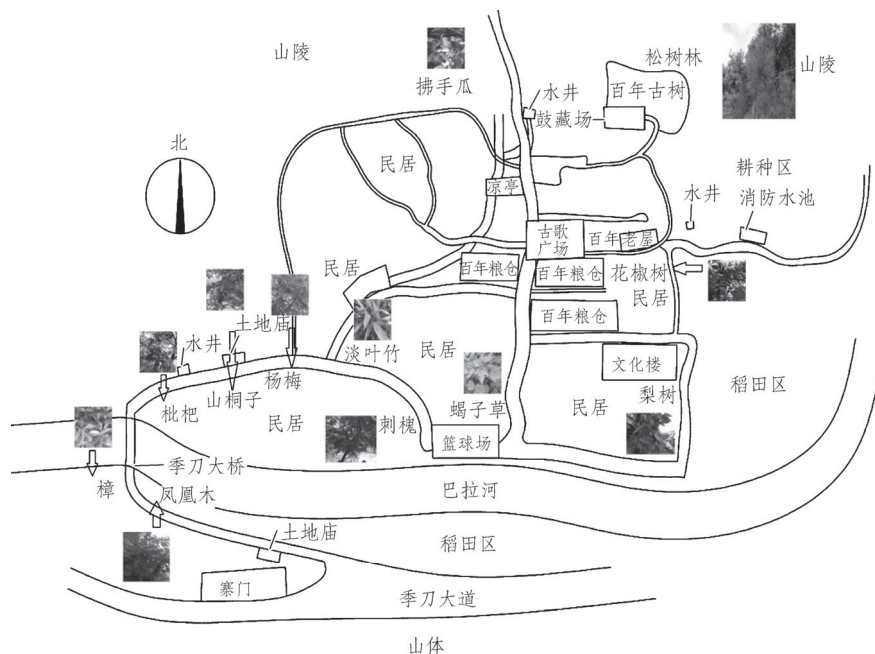 山陵
拂手瓜
松树林
百年古树
山陵
水井
鼓藏场
北
民居
凉亭
耕种区
水井
消防水池
古歌
广场
百年老屋
民居
百年粮仓
百年粮仓
花椒树
民居
土地庙
水井
淡叶竹
民居
百年粮仓
文化楼
杨梅
山桐子
枇杷
民居
刺槐
蝎子草
民居
梨树
稻田区
篮球场
季刀大桥
樟
凤凰木
巴拉河
土地庙
稻田区
寨门
季刀大道
山体